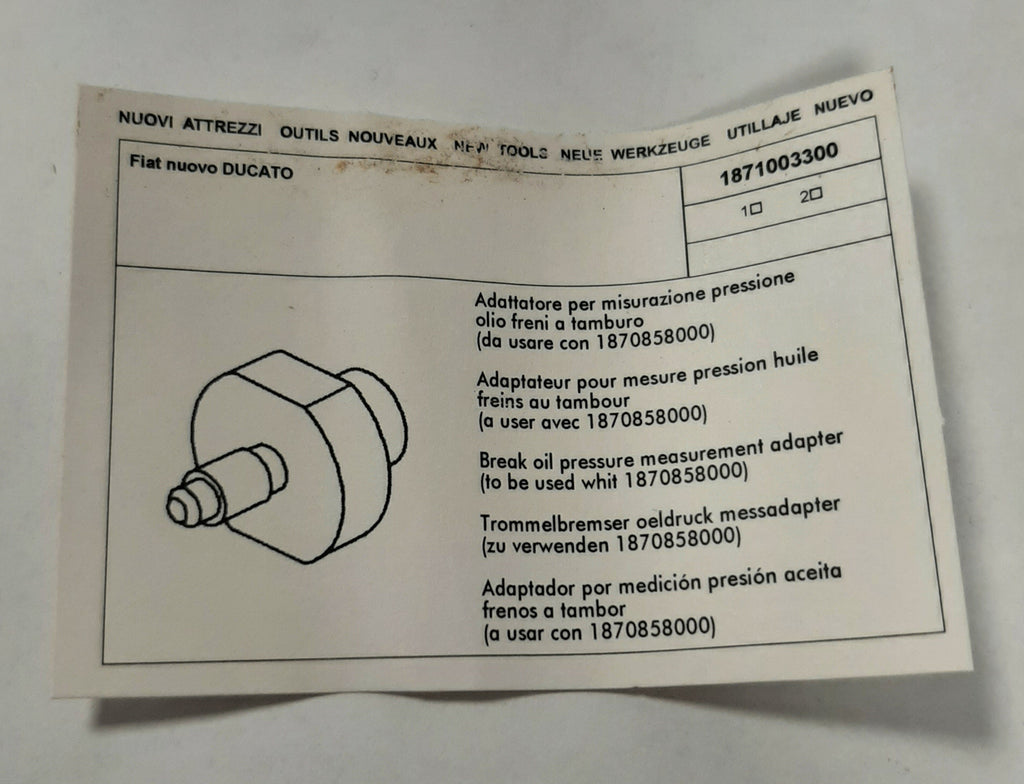 NUOVI ATTREZZI OUTILS NOUVEAUX NEW TOOLS NEUE WERKZEUGE UTILLAJE NUEVO
Fiat nuovo DUCATO
1871003300
1☐ 2☐
Adattatore per misurazione pressione
olio freni a tamburo
(da usare con 1870858000)
Adaptateur pour mesure pression huile
freins au tambour
(a user avec 1870858000)
Break oil pressure measurement adapter
(to be used whit 1870858000)
Trommelbremser oeldruck messadapter
(zu verwenden 1870858000)
Adaptador por medición presión aceita
frenos a tambor
(a usar con 1870858000)